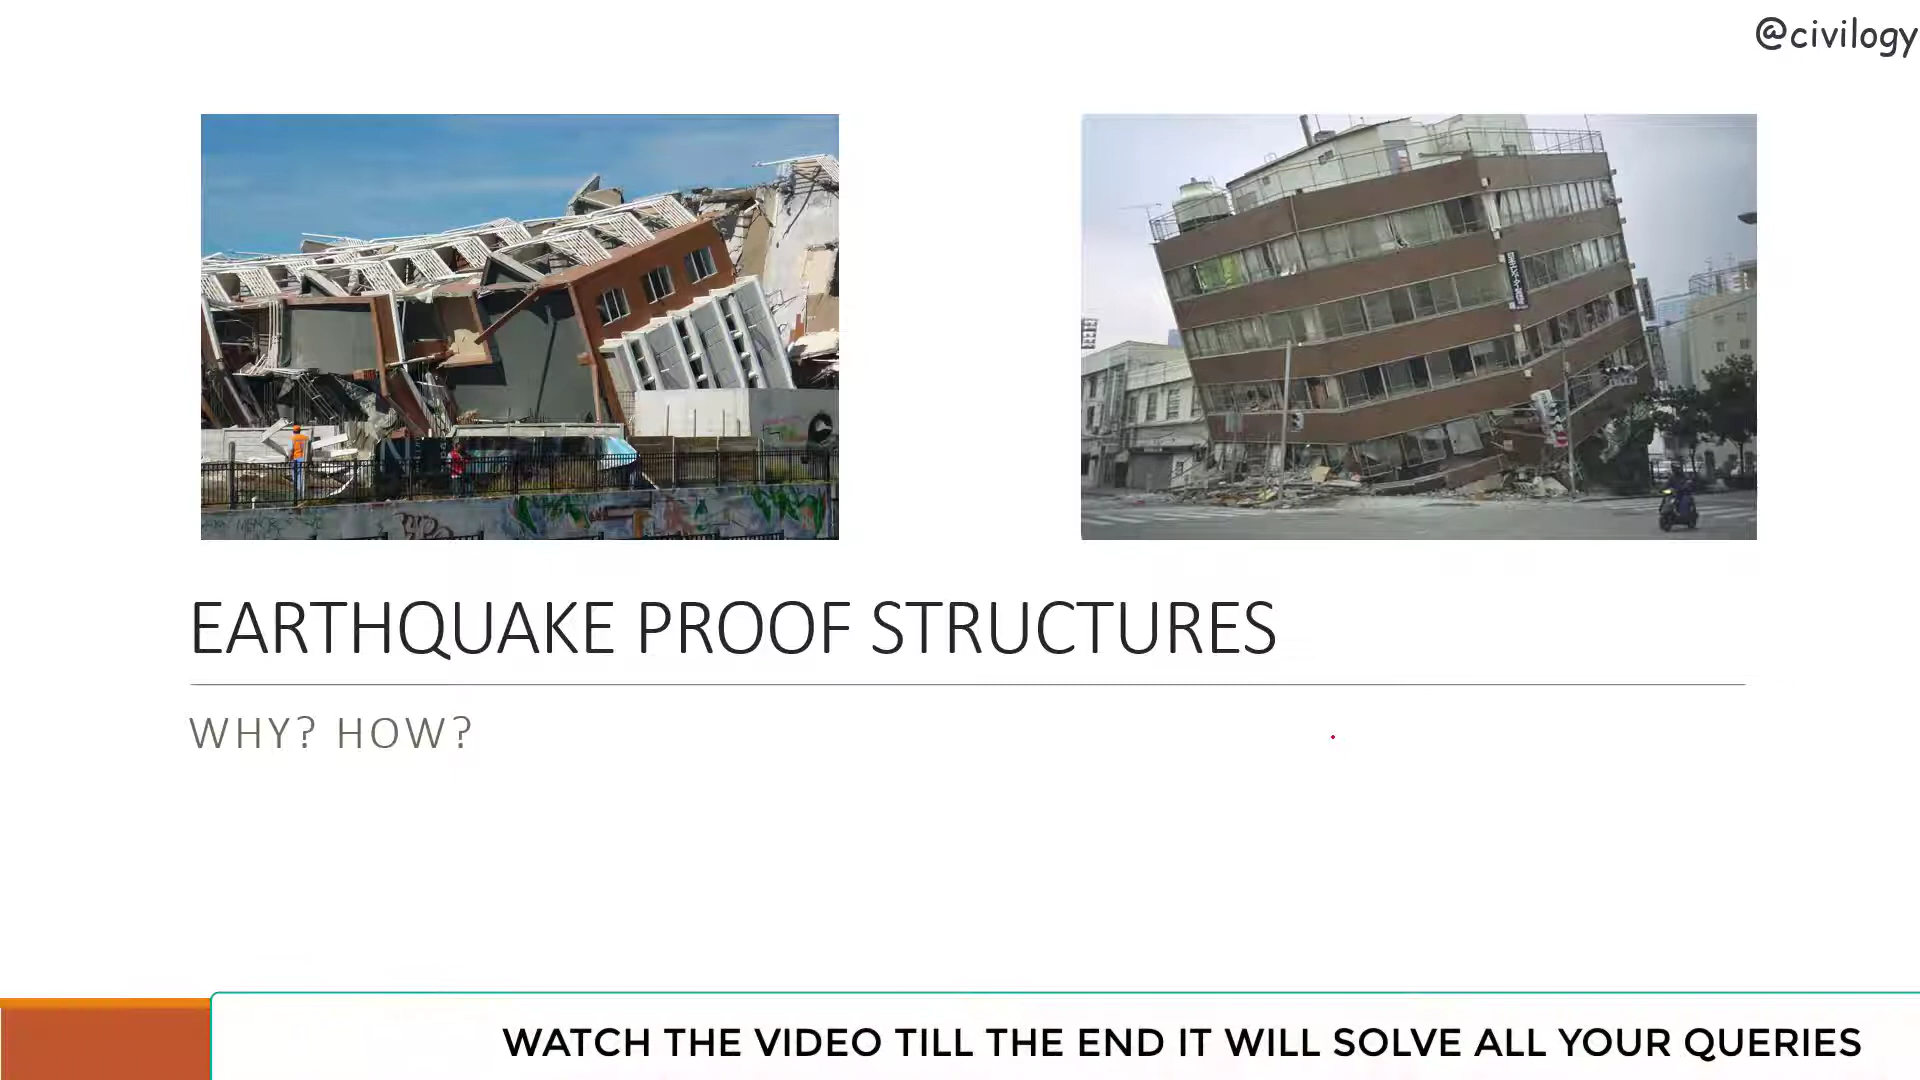 @civilogy
EARTHQUAKE PROOF STRUCTURES
WHY? HOW?
WATCH THE VIDEO TILL THE END IT WILL SOLVE ALL YOUR QUERIES